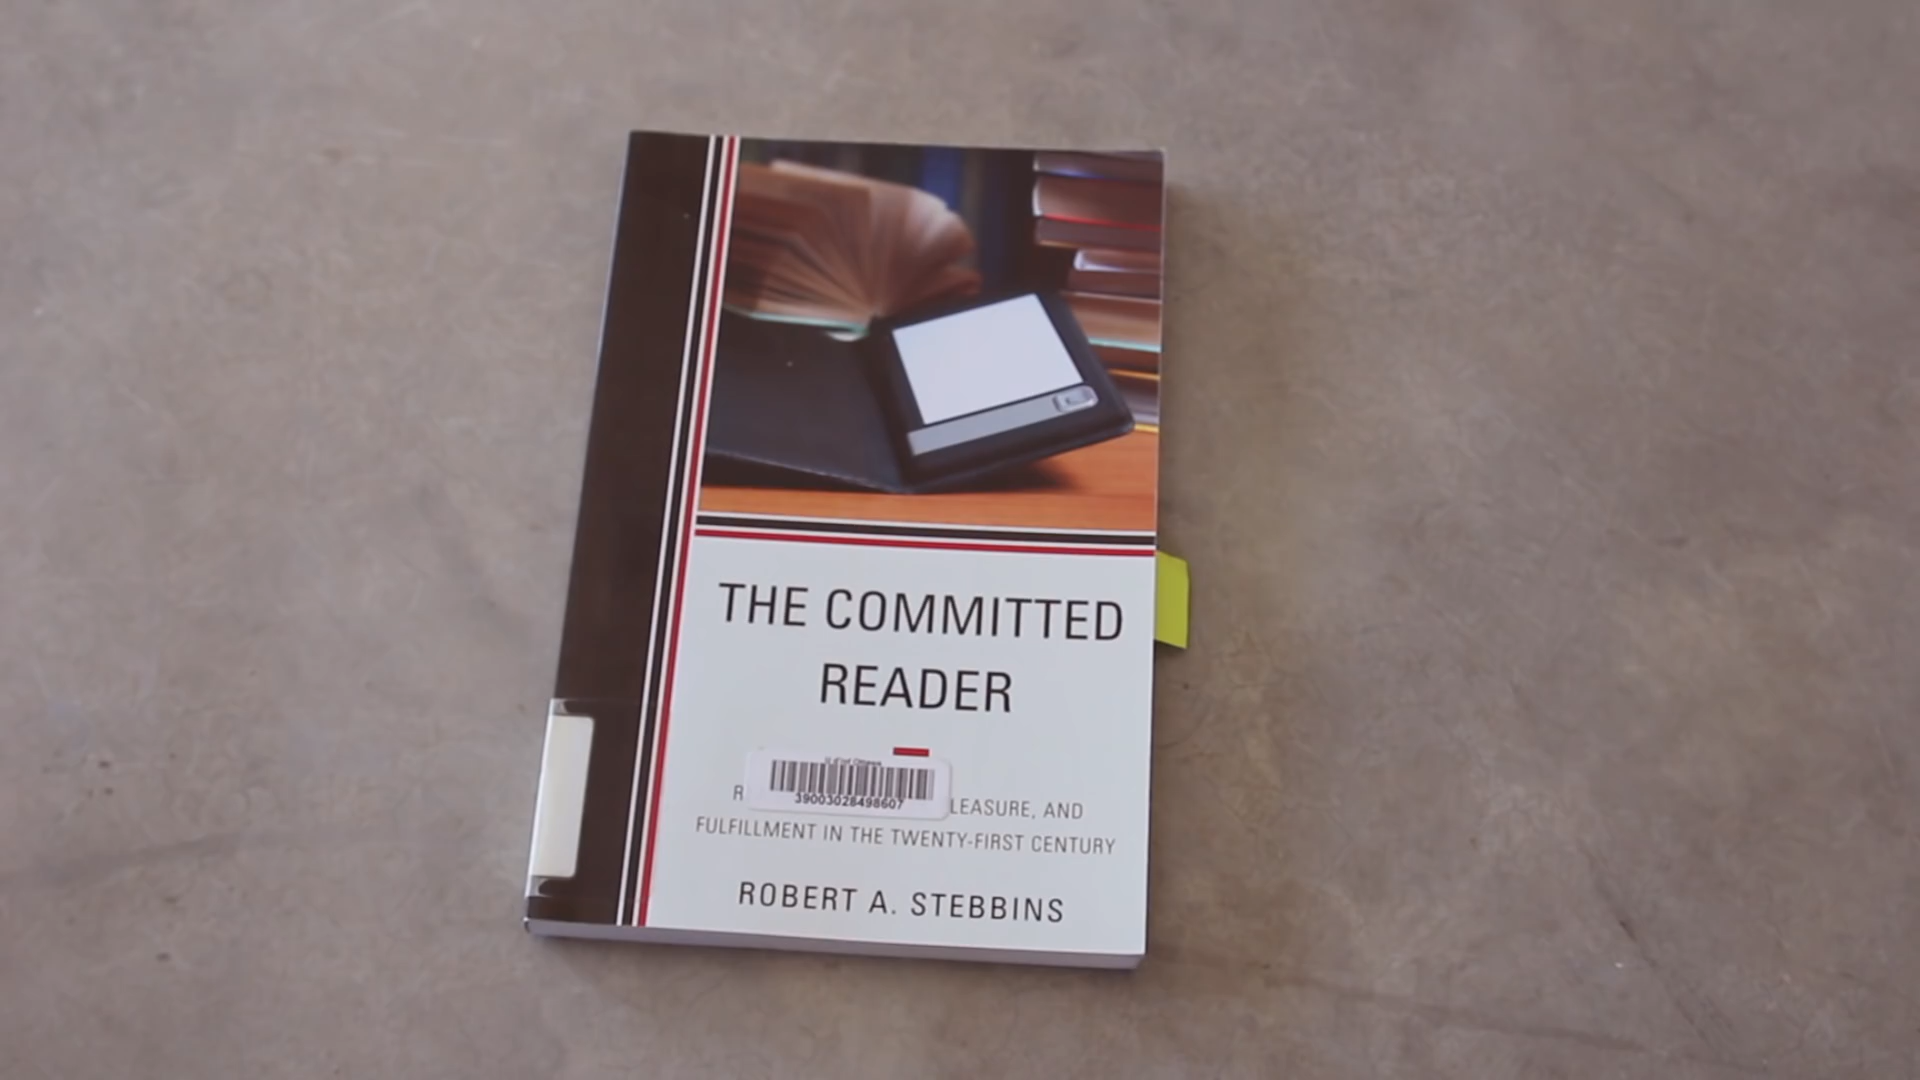 THE COMMITTED
READER
39003028498607
R LEASURE, AND
FULFILLMENT IN THE TWENTY-FIRST CENTURY
ROBERT A. STEBBINS